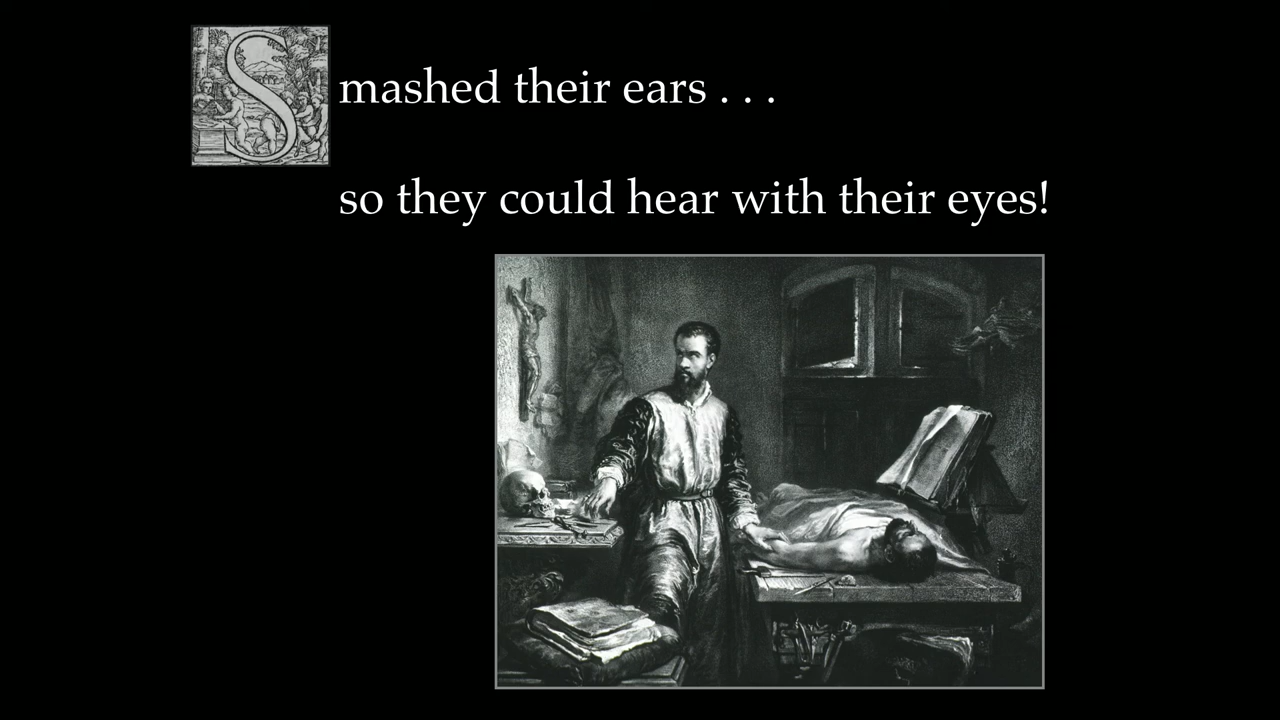 Smashed their ears . . .
so they could hear with their eyes!